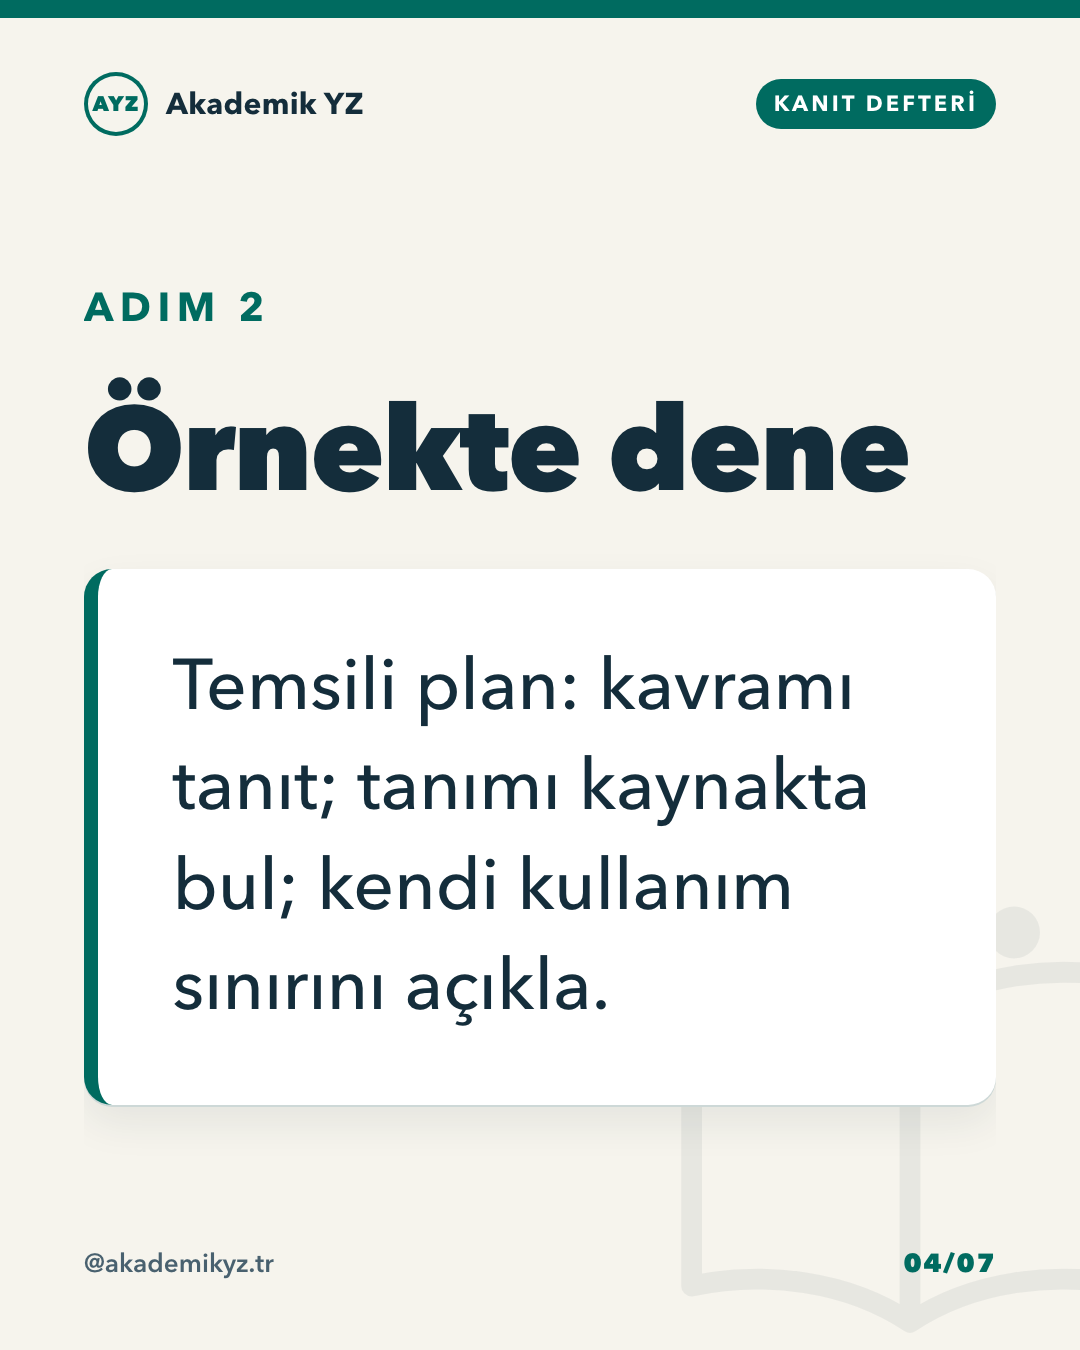 AYZ Akademik YZ
KANIT DEFTERİ
ADIM 2
Örnekte dene
Temsili plan: kavramı
tanıt; tanımı kaynakta
bul; kendi kullanım
sınırını açıkla.
@akademikyz.tr
04/07